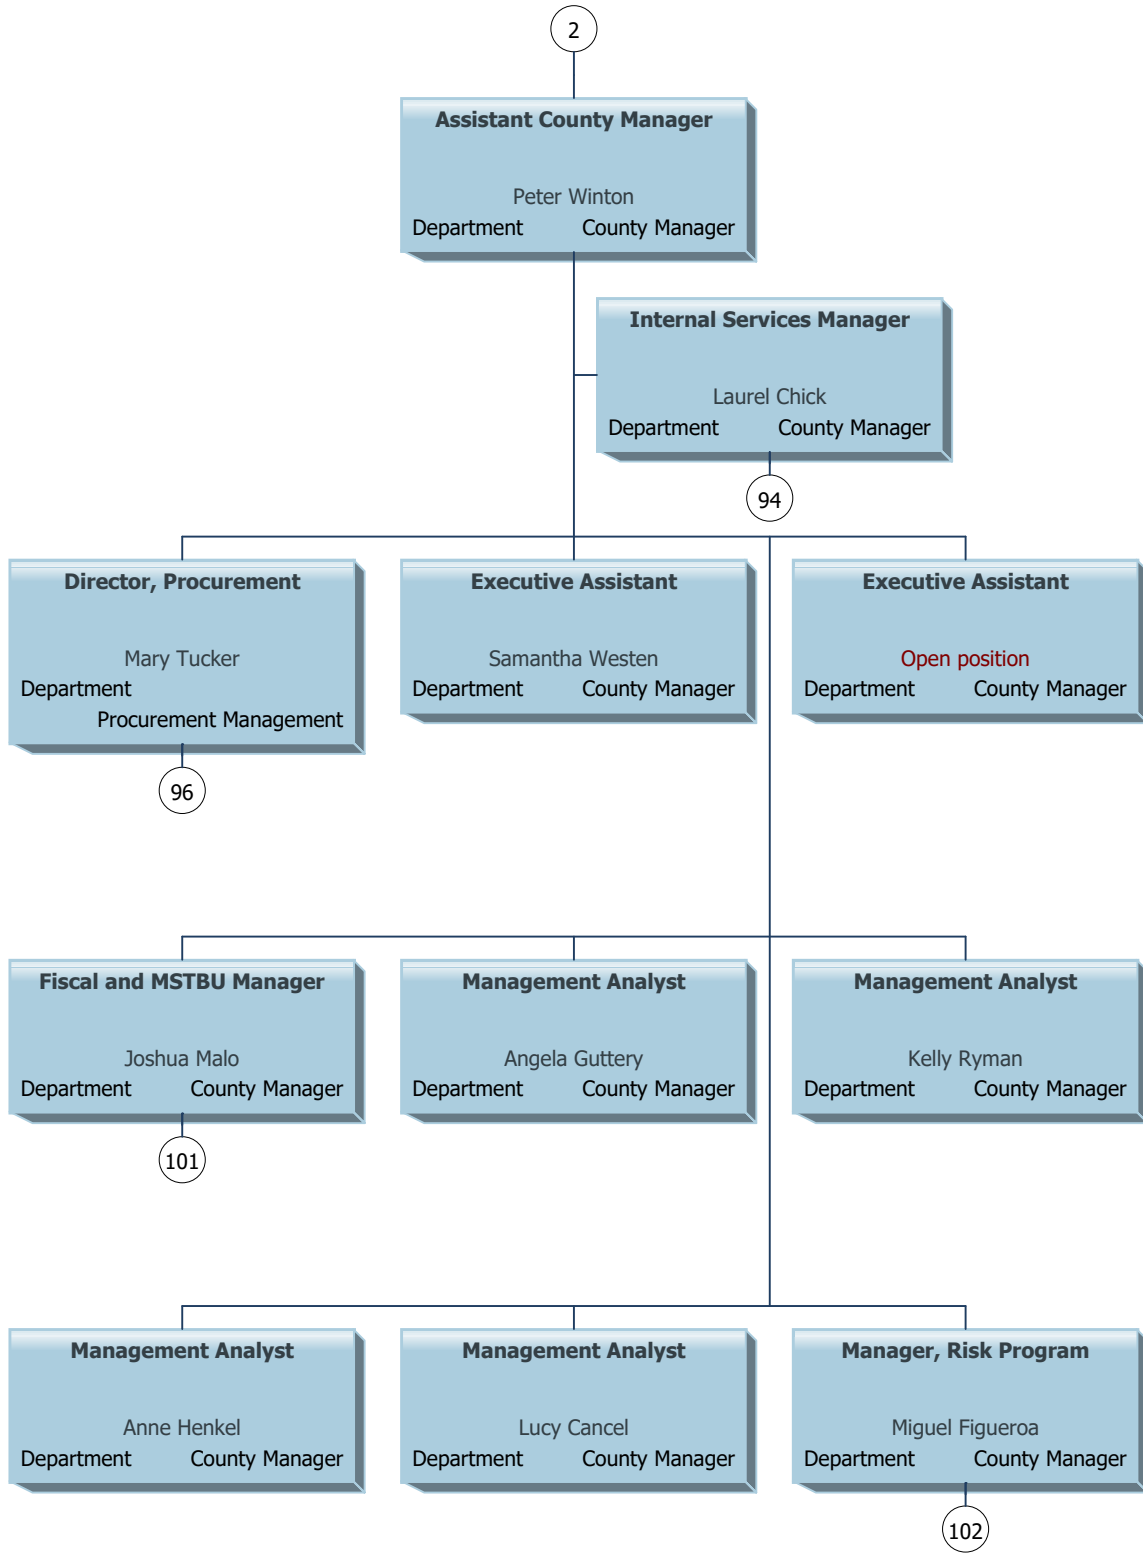 2
Assistant County Manager
Peter Winton
Department County Manager
Internal Services Manager
Laurel Chick
Department County Manager
94
Director, Procurement
Mary Tucker
Department
Procurement Management
96
Executive Assistant
Samantha Westen
Department County Manager
Executive Assistant
Open position
Department County Manager
Fiscal and MSTBU Manager
Joshua Malo
Department County Manager
101
Management Analyst
Angela Guttery
Department County Manager
Management Analyst
Kelly Ryman
Department County Manager
Management Analyst
Anne Henkel
Department County Manager
Management Analyst
Lucy Cancel
Department County Manager
Manager, Risk Program
Miguel Figueroa
Department County Manager
102